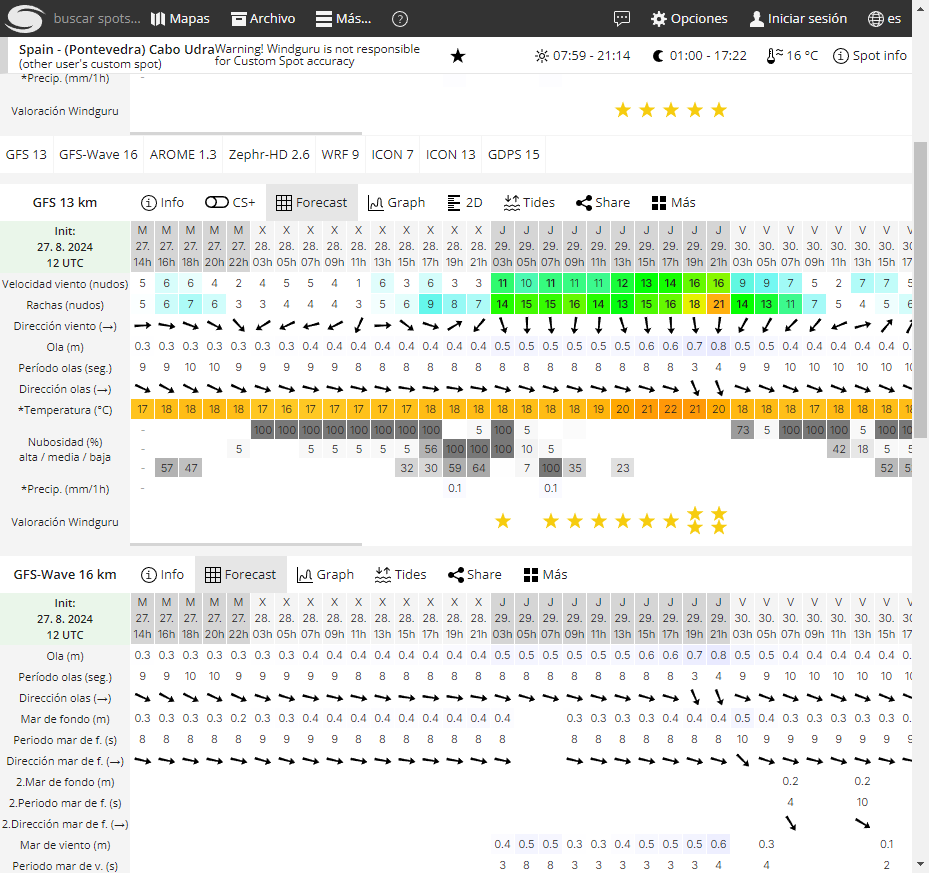 buscar spots... Mapas Archivo Más... ? Opciones Iniciar sesión es
Spain - (Pontevedra) Cabo Udra Warning! Windguru is not responsible
(other user's custom spot) for Custom Spot accuracy
07:59 - 21:14 01:00 - 17:22 16 °C Spot info
*Precip. (mm/1h) -
Valoración Windguru
GFS 13 GFS-Wave 16 AROME 1.3 Zephr-HD 2.6 WRF 9 ICON 7 ICON 13 GDPS 15
GFS 13 km Info CS+ Forecast Graph 2D Tides Share Más
Init: M M M M M X X X X X X X X X X J J J J J J J J J J V V V V V V V V
27. 8. 2024 27. 27. 27. 27. 27. 28. 28. 28. 28. 28. 28. 28. 28. 28. 28. 29. 29. 29. 29. 29. 29. 29. 29. 29. 29. 30. 30. 30. 30. 30. 30. 30.
12 UTC 14h 16h 18h 20h 22h 03h 05h 07h 09h 11h 13h 15h 17h 19h 21h 03h 05h 07h 09h 11h 13h 15h 17h 19h 21h 03h 05h 07h 09h 11h 13h 15h
Velocidad viento (nudos) 5 6 6 4 2 4 5 5 4 1 6 3 6 3 3 11 10 11 11 11 12 13 14 16 16 9 9 7 5 2 7 7 5
Rachas (nudos) 5 6 7 6 3 3 4 4 4 3 5 6 9 8 7 14 15 15 16 14 16 15 16 18 21 14 13 11 7 5 4 5 6
Dirección viento (→)
Ola (m) 0.3 0.3 0.3 0.3 0.3 0.3 0.3 0.4 0.4 0.4 0.4 0.4 0.4 0.4 0.4 0.5 0.5 0.5 0.5 0.5 0.6 0.6 0.7 0.8 0.5 0.5 0.4 0.4 0.4 0.4 0.4
Período olas (seg.) 9 9 10 10 9 9 9 9 9 8 8 8 8 8 8 8 8 8 8 8 8 8 8 3 4 9 9 10 10 10 10 10
Dirección olas (→)
*Temperatura (°C) 17 18 18 18 18 17 16 17 17 17 17 17 18 18 18 18 18 18 18 19 20 21 22 21 20 18 18 18 17 18 18 18
Nubosidad (%)
alta / media / baja
- 100 100 100 100 100 100 100 100 5 100 5 73 5 100 100 100 5 100
- 5 5 5 5 5 5 56 100 100 100 10 5 42 18 5
- 57 47 32 30 59 64 7 100 35 23 52
*Precip. (mm/1h) - 0.1 0.1
Valoración Windguru
GFS-Wave 16 km Info Forecast Graph Tides Share Más
Init: M M M M M X X X X X X X X X X J J J J J J J J J J V V V V V V V V
27. 8. 2024 27. 27. 27. 27. 27. 28. 28. 28. 28. 28. 28. 28. 28. 28. 28. 29. 29. 29. 29. 29. 29. 29. 29. 29. 29. 30. 30. 30. 30. 30. 30. 30.
12 UTC 14h 16h 18h 20h 22h 03h 05h 07h 09h 11h 13h 15h 17h 19h 21h 03h 05h 07h 09h 11h 13h 15h 17h 19h 21h 03h 05h 07h 09h 11h 13h 15h
Ola (m) 0.3 0.3 0.3 0.3 0.3 0.3 0.3 0.4 0.4 0.4 0.4 0.4 0.4 0.4 0.4 0.5 0.5 0.5 0.5 0.5 0.5 0.6 0.6 0.7 0.8 0.5 0.5 0.4 0.4 0.4 0.4 0.4
Período olas (seg.) 9 9 10 10 9 9 9 9 9 8 8 8 8 8 8 8 8 8 8 8 8 8 8 3 4 9 9 10 10 10 10 10
Dirección olas (→)
Mar de fondo (m) 0.3 0.3 0.3 0.3 0.2 0.3 0.3 0.4 0.4 0.4 0.4 0.4 0.4 0.4 0.4 0.4 0.3 0.3 0.3 0.3 0.4 0.4 0.4 0.5 0.4 0.3 0.3 0.3 0.3 0.3
Periodo mar de f. (s) 8 8 8 8 8 9 9 9 9 8 8 8 8 8 8 8 8 8 8 8 8 8 8 10 9 9 9 9 9 9 9
Dirección mar de f. (→)
2.Mar de fondo (m) 0.2 0.2
2.Periodo mar de f. (s) 4 10
2.Dirección mar de f. (→)
Mar de viento (m) 0.4 0.5 0.5 0.3 0.3 0.4 0.5 0.5 0.5 0.6 0.3 0.1
Periodo mar de v. (s) 3 8 8 3 3 3 3 3 3 4 4 2